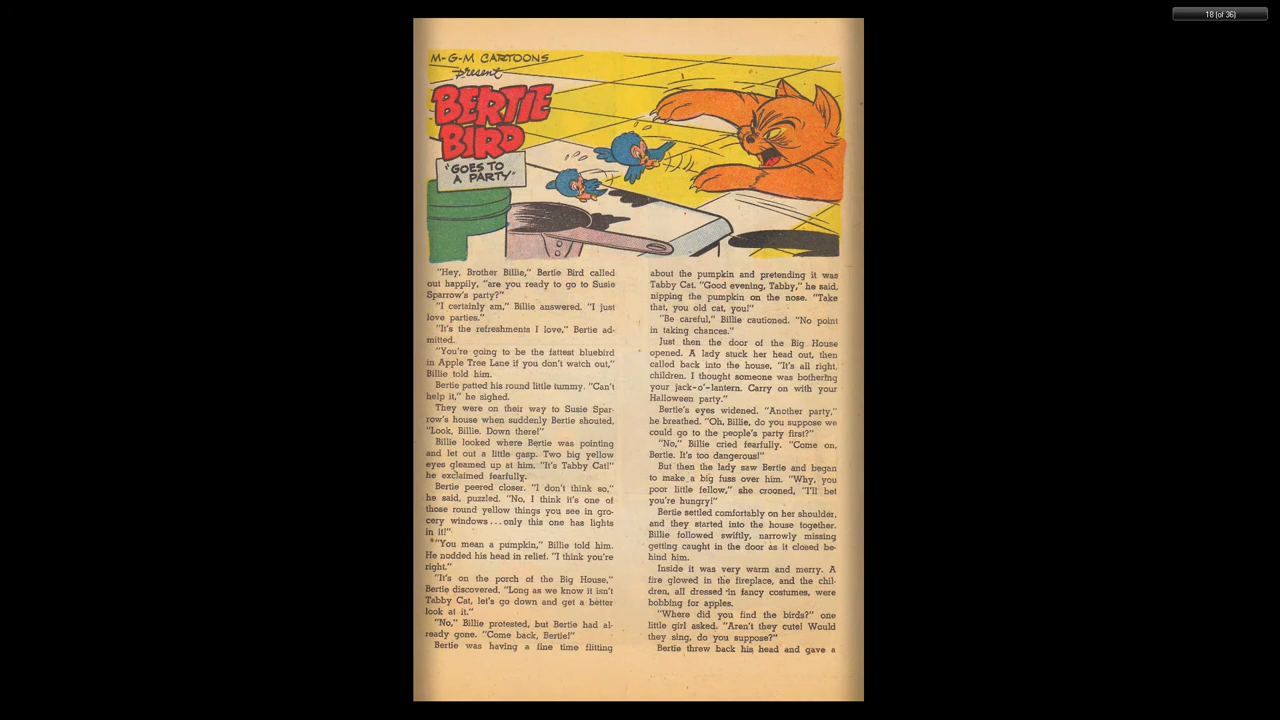 18 (of 36)
M-G-M CARTOONS
present
BERTIE
BIRD
"GOES TO
A PARTY"
"Hey, Brother Billie," Bertie Bird called
out happily, "are you ready to go to Susie
Sparrow's party?"
"I certainly am," Billie answered. "I just
love parties."
"It's the refreshments I love," Bertie ad-
mitted.
"You're going to be the fattest bluebird
in Apple Tree Lane if you don't watch out,"
Billie told him.
Bertie patted his round little tummy. "Can't
help it," he sighed.
They were on their way to Susie Spar-
row's house when suddenly Bertie shouted,
"Look, Billie. Down there!"
Billie looked where Bertie was pointing
and let out a little gasp. Two big yellow
eyes gleamed up at him. "It's Tabby Cat!"
he exclaimed fearfully.
Bertie peered closer. "I don't think so,"
he said, puzzled. "No, I think it's one of
those round yellow things you see in gro-
cery windows...only this one has lights
in it!"
"You mean a pumpkin," Billie told him.
He nodded his head in relief. "I think you're
right."
"It's on the porch of the Big House,"
Bertie discovered. "Long as we know it isn't
Tabby Cat, let's go down and get a better
look at it."
"No," Billie protested, but Bertie had al-
ready gone. "Come back, Bertie!"
Bertie was having a fine time flitting
about the pumpkin and pretending it was
Tabby Cat. "Good evening, Tabby," he said,
nipping the pumpkin on the nose. "Take
that, you old cat, you!"
"Be careful," Billie cautioned. "No point
in taking chances."
Just then the door of the Big House
opened. A lady stuck her head out, then
called back into the house, "It's all right,
children. I thought someone was bothering
your jack-o'-lantern. Carry on with your
Halloween party."
Bertie's eyes widened. "Another party,"
he breathed. "Oh, Billie, do you suppose we
could go to the people's party first?"
"No," Billie cried fearfully. "Come on,
Bertie. It's too dangerous!"
But then the lady saw Bertie and began
to make a big fuss over him. "Why, you
poor little fellow," she crooned, "I'll bet
you're hungry!"
Bertie settled comfortably on her shoulder,
and they started into the house together.
Billie followed swiftly, narrowly missing
getting caught in the door as it closed be-
hind him.
Inside it was very warm and merry. A
fire glowed in the fireplace, and the chil-
dren, all dressed in fancy costumes, were
bobbing for apples.
"Where did you find the birds?" one
little girl asked. "Aren't they cute! Would
they sing, do you suppose?"
Bertie threw back his head and gave a